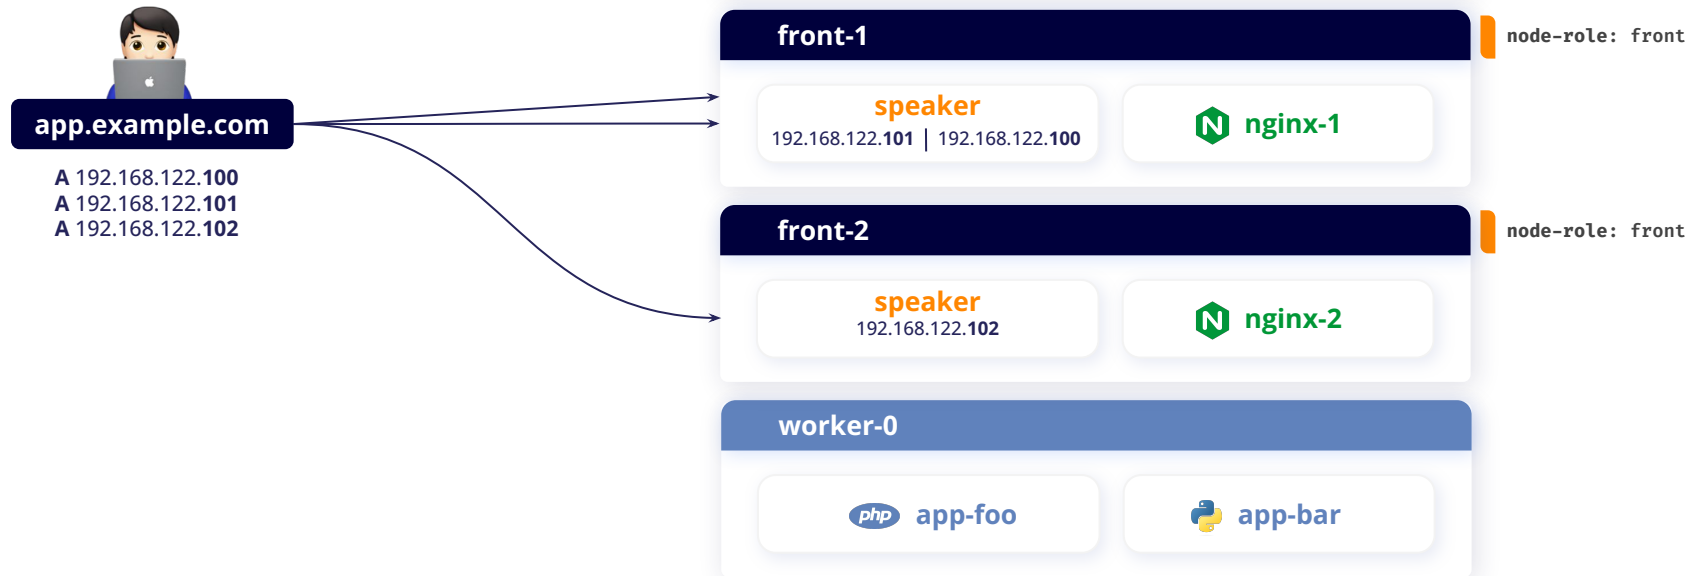 app.example.com
A 192.168.122.100
A 192.168.122.101
A 192.168.122.102
front-1
node-role: front
speaker
192.168.122.101 | 192.168.122.100
nginx-1
front-2
node-role: front
speaker
192.168.122.102
nginx-2
worker-0
php app-foo
app-bar